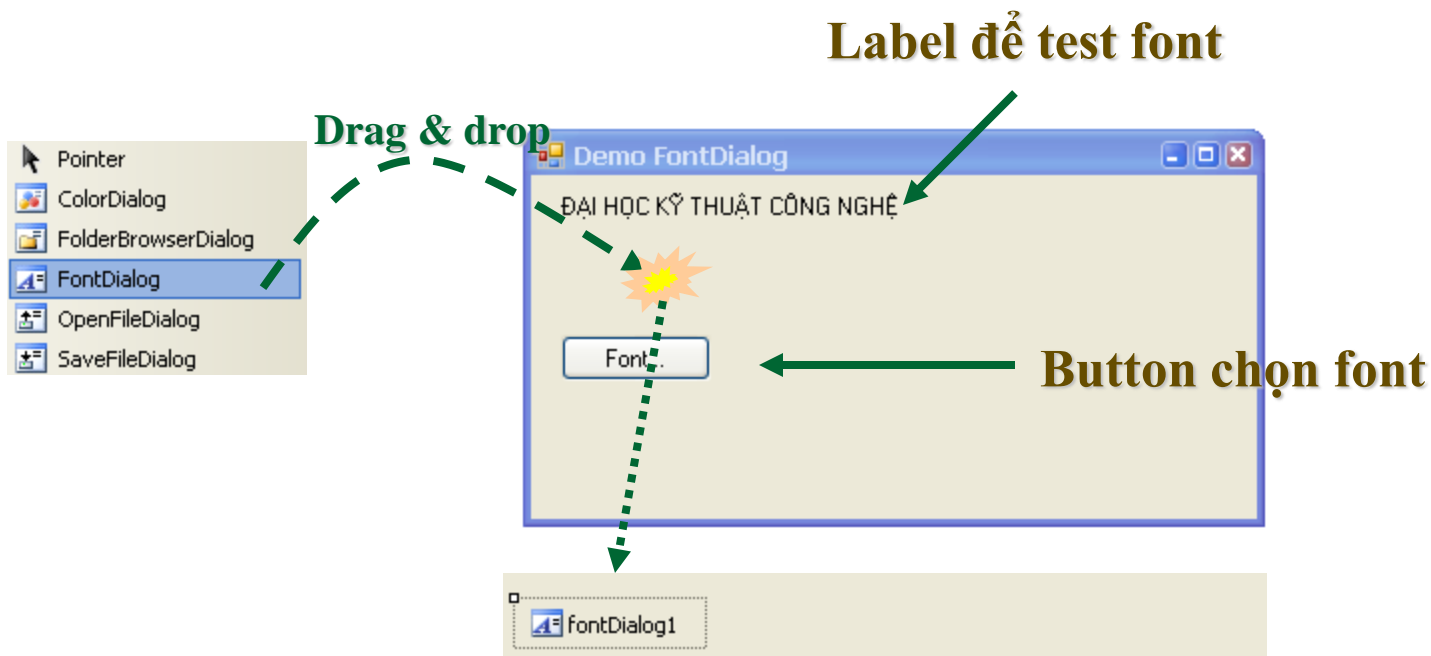 Label để test font
Drag & drop
Pointer
ColorDialog
FolderBrowserDialog
FontDialog
OpenFileDialog
SaveFileDialog
Demo FontDialog
ĐẠI HỌC KỸ THUẬT CÔNG NGHỆ
Font...
Button chọn font
fontDialog1